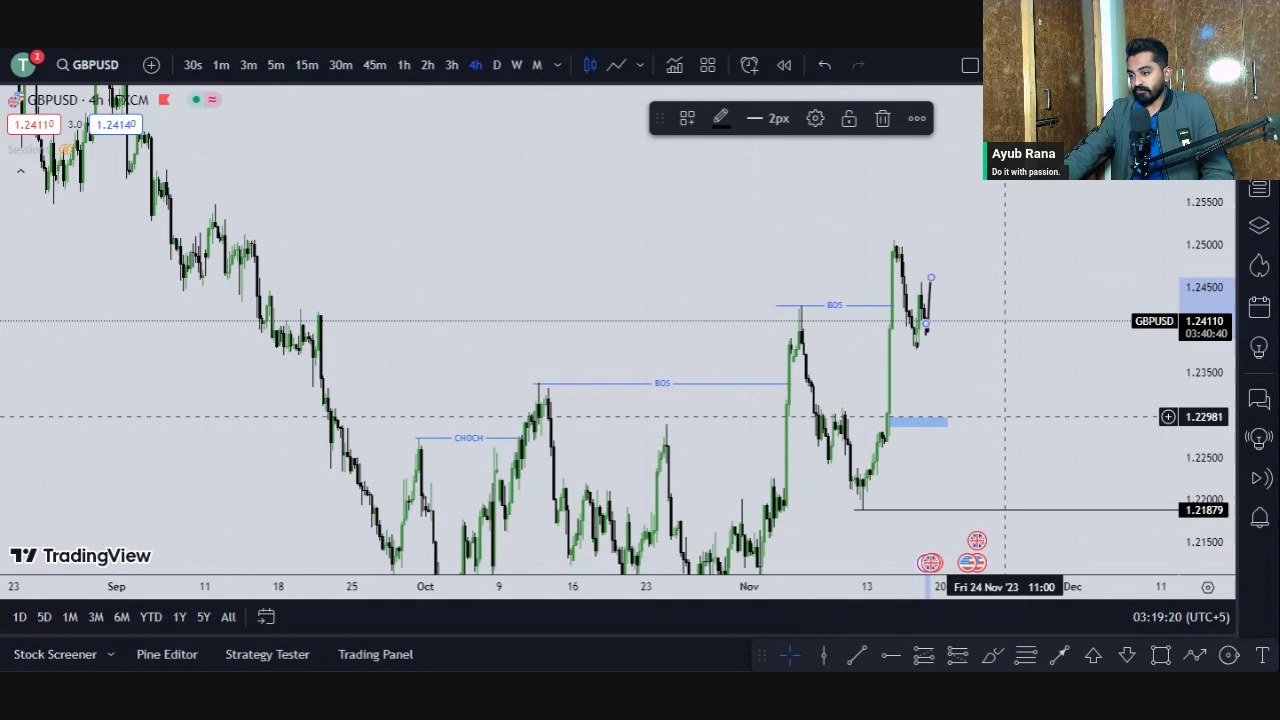 T 2 GBPUSD 30s 1m 3m 5m 15m 30m 45m 1h 2h 3h 4h D W M
GBPUSD · 4h · FXCM
1.24110 3.0 1.24140
2px
Ayub Rana
Do it with passion.
1.25500
1.25000
1.24500
GBPUSD 1.24110
03:40:40
1.23500
1.22981
1.22500
1.22000
1.21879
1.21500
BOS
BOS
CHOCH
TradingView
23 Sep 11 18 25 Oct 9 16 23 Nov 13 20 Fri 24 Nov '23 11:00 Dec 11
1D 5D 1M 3M 6M YTD 1Y 5Y All 03:19:20 (UTC+5)
Stock Screener Pine Editor Strategy Tester Trading Panel T